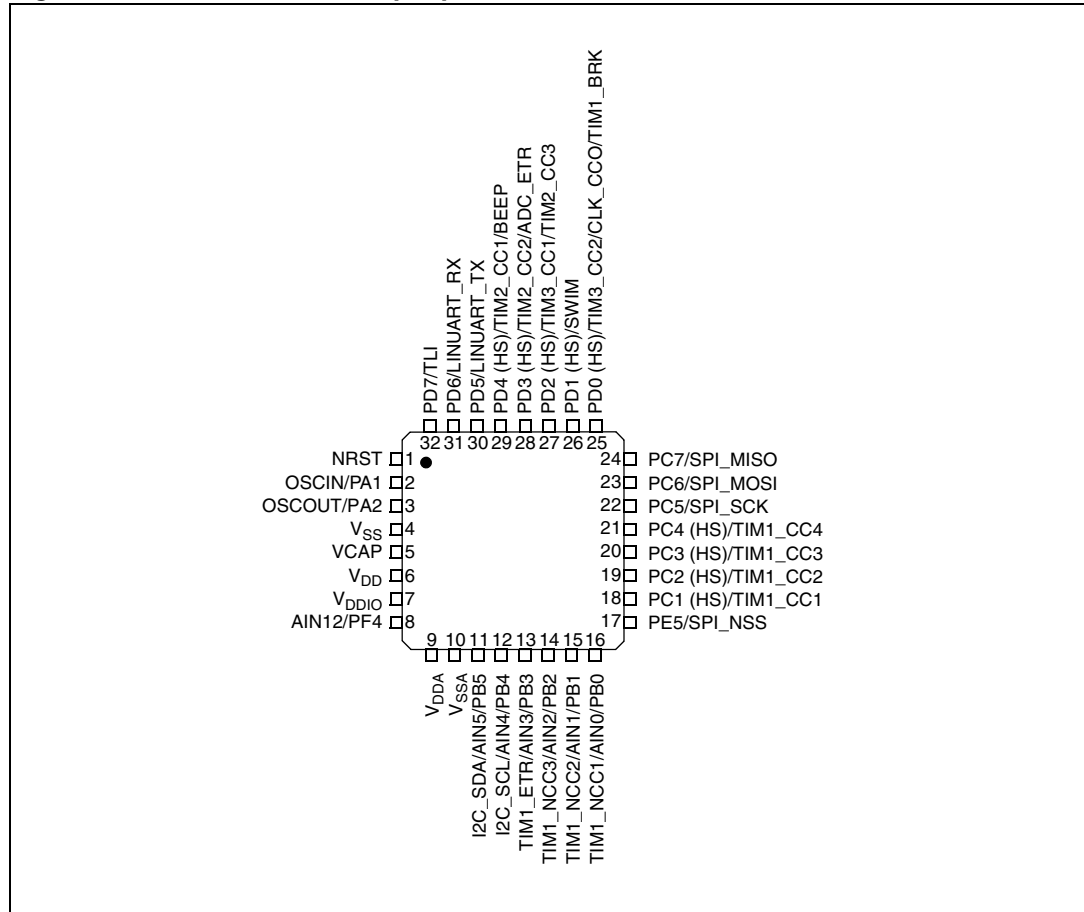 PD7/TLI
PD6/LINUART_RX
PD5/LINUART_TX
PD4 (HS)/TIM2_CC1/BEEP
PD3 (HS)/TIM2_CC2/ADC_ETR
PD2 (HS)/TIM3_CC1/TIM2_CC3
PD1 (HS)/SWIM
PD0 (HS)/TIM3_CC2/CLK_CCO/TIM1_BRK
32 31 30 29 28 27 26 25
NRST 1
OSCIN/PA1 2
OSCOUT/PA2 3
VSS 4
VCAP 5
VDD 6
VDDIO 7
AIN12/PF4 8
24 PC7/SPI_MISO
23 PC6/SPI_MOSI
22 PC5/SPI_SCK
21 PC4 (HS)/TIM1_CC4
20 PC3 (HS)/TIM1_CC3
19 PC2 (HS)/TIM1_CC2
18 PC1 (HS)/TIM1_CC1
17 PE5/SPI_NSS
9 10 11 12 13 14 15 16
VDDA
VSSA
I2C_SDA/AIN5/PB5
I2C_SCL/AIN4/PB4
TIM1_ETR/AIN3/PB3
TIM1_NCC3/AIN2/PB2
TIM1_NCC2/AIN1/PB1
TIM1_NCC1/AIN0/PB0